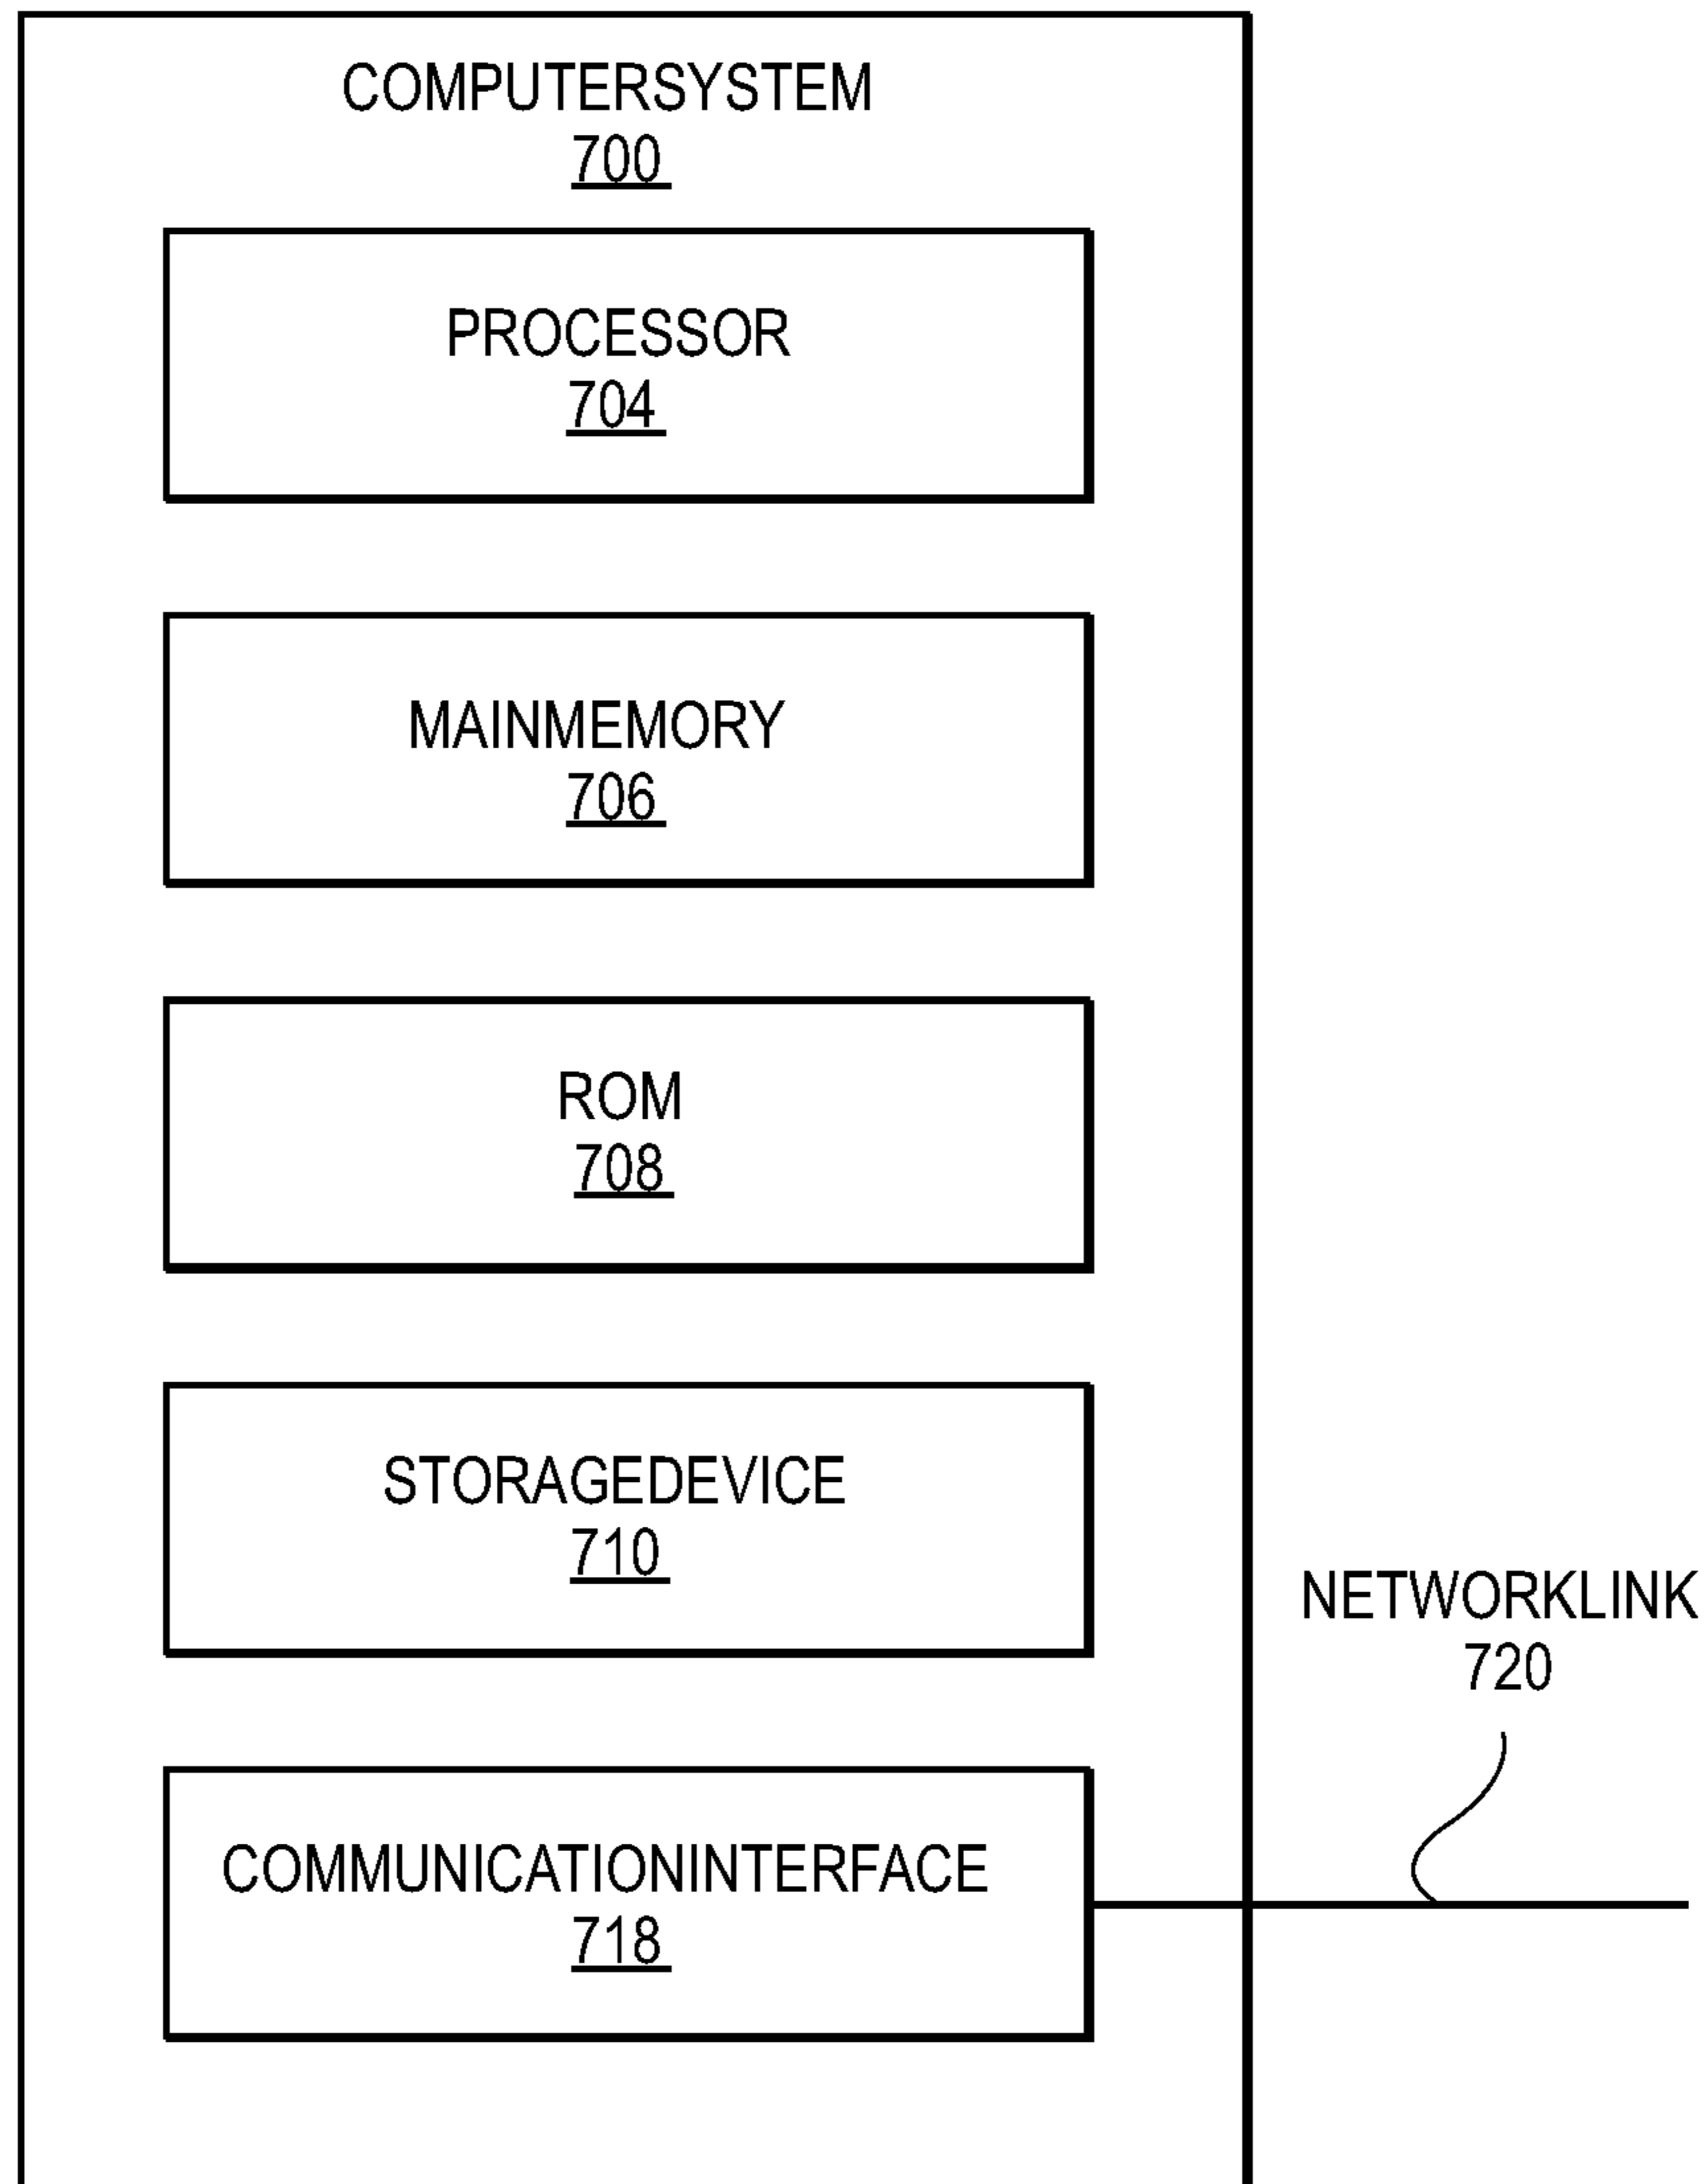 COMPUTERSYSTEM
700
PROCESSOR
704
MAINMEMORY
706
ROM
708
STORAGEDEVICE
710
NETWORKLINK
720
COMMUNICATIONINTERFACE
718